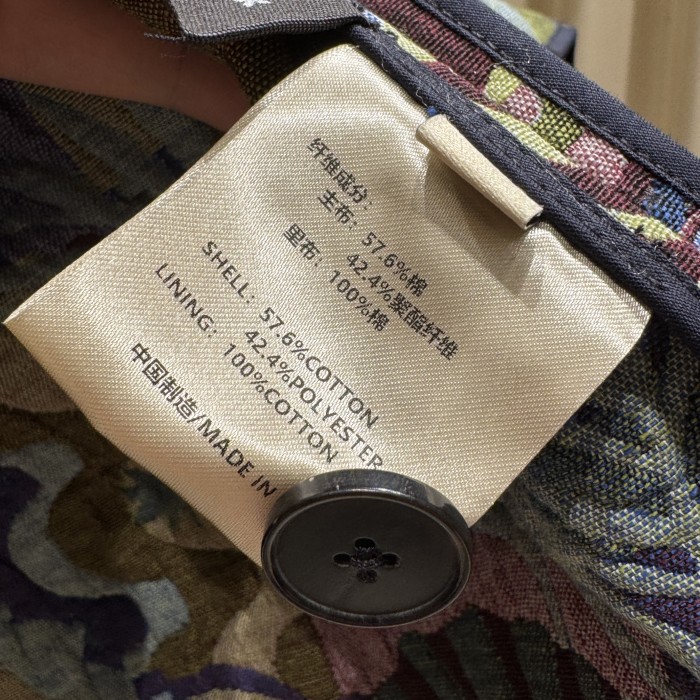 纤维成分：
主布：57.6%棉
42.4%聚酯纤维
里布：100%棉
SHELL：57.6%COTTON
42.4%POLYESTER
LINING：100%COTTON
中国制造/MADE IN